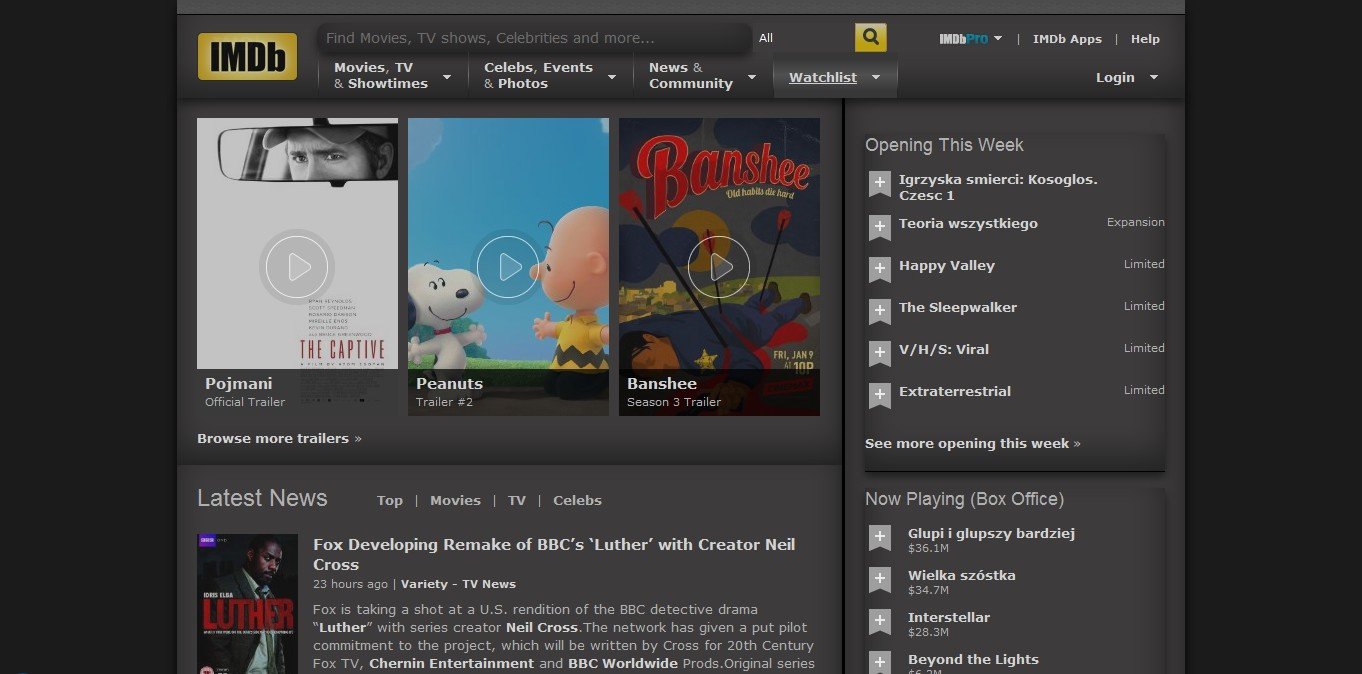 IMDb
Find Movies, TV shows, Celebrities and more...
All
IMDbPro
|
IMDb Apps
|
Help
Movies, TV
& Showtimes
Celebs, Events
& Photos
News &
Community
Watchlist
Login
RYAN REYNOLDS
SCOTT SPEEDMAN
ROSARIO DAWSON
MIREILLE ENOS
KEVIN DURAND
AND BRUCE GREENWOOD
THE CAPTIVE
A FILM BY ATOM EGOYAN
Pojmani
Official Trailer
Peanuts
Trailer #2
Banshee
Old habits die hard
FRI, JAN 9
At 10P
CINEMAX
Banshee
Season 3 Trailer
Browse more trailers »
Opening This Week
Igrzyska smierci: Kosoglos.
Czesc 1
Teoria wszystkiego Expansion
Happy Valley Limited
The Sleepwalker Limited
V/H/S: Viral Limited
Extraterrestrial Limited
See more opening this week »
Latest News
Top | Movies | TV | Celebs
BBC DVD
IDRIS ELBA
LUTHER
Fox Developing Remake of BBC’s ‘Luther’ with Creator Neil
Cross
23 hours ago | Variety - TV News
Fox is taking a shot at a U.S. rendition of the BBC detective drama
“Luther” with series creator Neil Cross.The network has given a put pilot
commitment to the project, which will be written by Cross for 20th Century
Fox TV, Chernin Entertainment and BBC Worldwide Prods.Original series
Now Playing (Box Office)
Glupi i glupszy bardziej
$36.1M
Wielka szóstka
$34.7M
Interstellar
$28.3M
Beyond the Lights